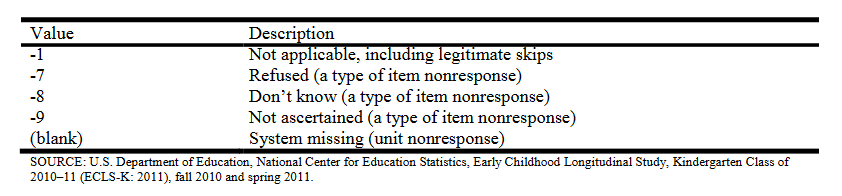 Value Description
-1 Not applicable, including legitimate skips
-7 Refused (a type of item nonresponse)
-8 Don’t know (a type of item nonresponse)
-9 Not ascertained (a type of item nonresponse)
(blank) System missing (unit nonresponse)
SOURCE: U.S. Department of Education, National Center for Education Statistics, Early Childhood Longitudinal Study, Kindergarten Class of
2010–11 (ECLS-K: 2011), fall 2010 and spring 2011.